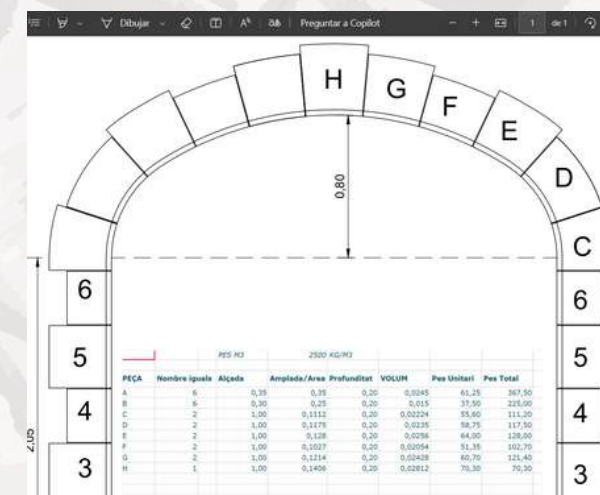 Dibujar Preguntar a Copilot 1 de 1
H
G
F
E
D
C
0,80
6 6
5 5
4 4
3 3
2,05
PES M3 2500 KG/M3
PEÇA Nombre iguals Alçada Amplada/Area Profunditat VOLUM Pes Unitari Pes Total
A 6 0,35 0,35 0,20 0,0245 61,25 367,50
B 6 0,30 0,25 0,20 0,015 37,50 225,00
C 2 1,00 0,1112 0,20 0,02224 55,60 111,20
D 2 1,00 0,1175 0,20 0,0235 58,75 117,50
E 2 1,00 0,128 0,20 0,0256 64,00 128,00
F 2 1,00 0,1027 0,20 0,02054 51,35 102,70
G 2 1,00 0,1214 0,20 0,02428 60,70 121,40
H 1 1,00 0,1406 0,20 0,02812 70,30 70,30